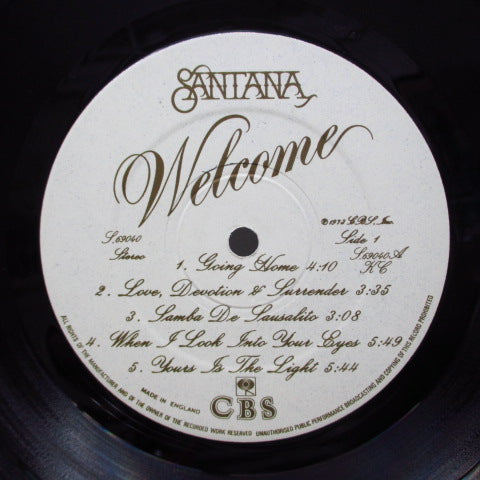 SANTANA
Welcome
℗ 1973 CBS, Inc
S 69040
Stereo
Side 1
S 69040 A
KC
1. Going Home 4:10
2. Love, Devotion & Surrender 3:35
3. Samba De Sausalito 3:08
4. When I Look Into Your Eyes 5:49
5. Yours Is The Light 5:44
MADE IN ENGLAND
CBS
ALL RIGHTS OF THE MANUFACTURER AND OF THE OWNER OF THE RECORDED WORK RESERVED UNAUTHORISED PUBLIC PERFORMANCE BROADCASTING AND COPYING OF THIS RECORD PROHIBITED